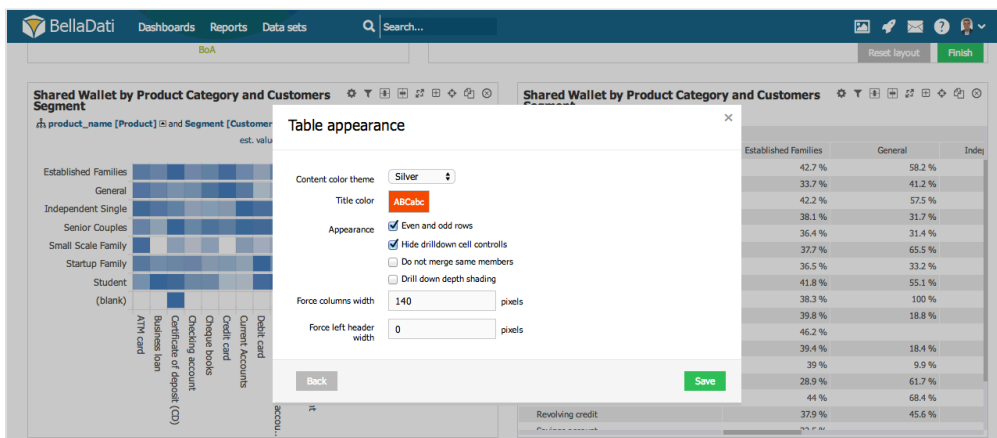 BellaDati Dashboards Reports Data sets Search...
BoA
Reset layout Finish
Shared Wallet by Product Category and Customers
Segment
product_name [Product] and Segment [Customer
est. valu
Established Families
General
Independent Single
Senior Couples
Small Scale Family
Startup Family
Student
(blank)
ATM card
Business loan
Certificate of deposit (CD)
Checking account
Cheque books
Credit card
Current Accounts
Debit card
accou...
Table appearance
Content color theme Silver
Title color ABCabc
Appearance Even and odd rows
Hide drilldown cell controlls
Do not merge same members
Drill down depth shading
Force columns width 140 pixels
Force left header
width 0 pixels
Back Save
Shared Wallet by Product Category and Customers
Established Families General
42.7 % 58.2 %
33.7 % 41.2 %
42.2 % 57.5 %
38.1 % 31.7 %
36.4 % 31.4 %
37.7 % 65.5 %
36.5 % 33.2 %
41.8 % 55.1 %
38.3 % 100 %
39.8 % 18.8 %
46.2 %
39.4 % 18.4 %
39 % 9.9 %
28.9 % 61.7 %
44 % 68.4 %
Revolving credit 37.9 % 45.6 %